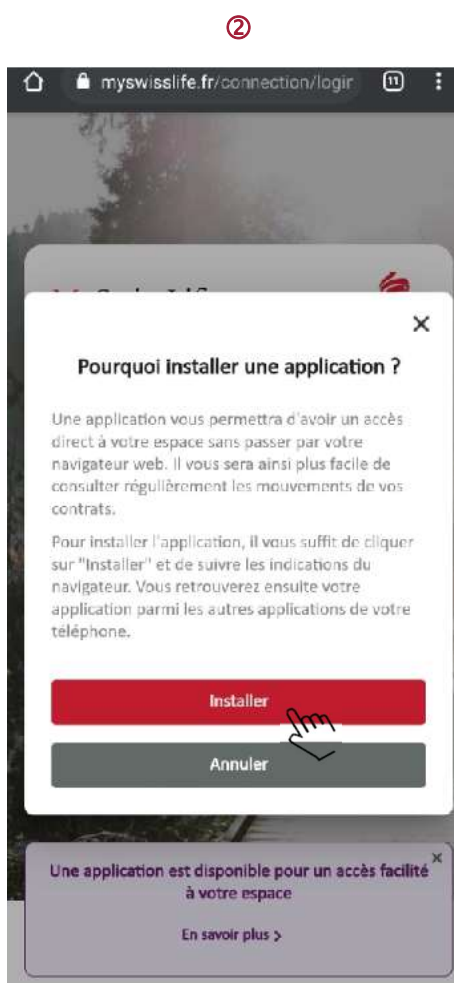 ②
myswisslife.fr/connection/login
11
Pourquoi installer une application ?
Une application vous permettra d'avoir un accès
direct à votre espace sans passer par votre
navigateur web. Il vous sera ainsi plus facile de
consulter régulièrement les mouvements de vos
contrats.
Pour installer l'application, il vous suffit de cliquer
sur "Installer" et de suivre les indications du
navigateur. Vous retrouverez ensuite votre
application parmi les autres applications de votre
téléphone.
Installer
Annuler
Une application est disponible pour un accès facilité
à votre espace
En savoir plus >